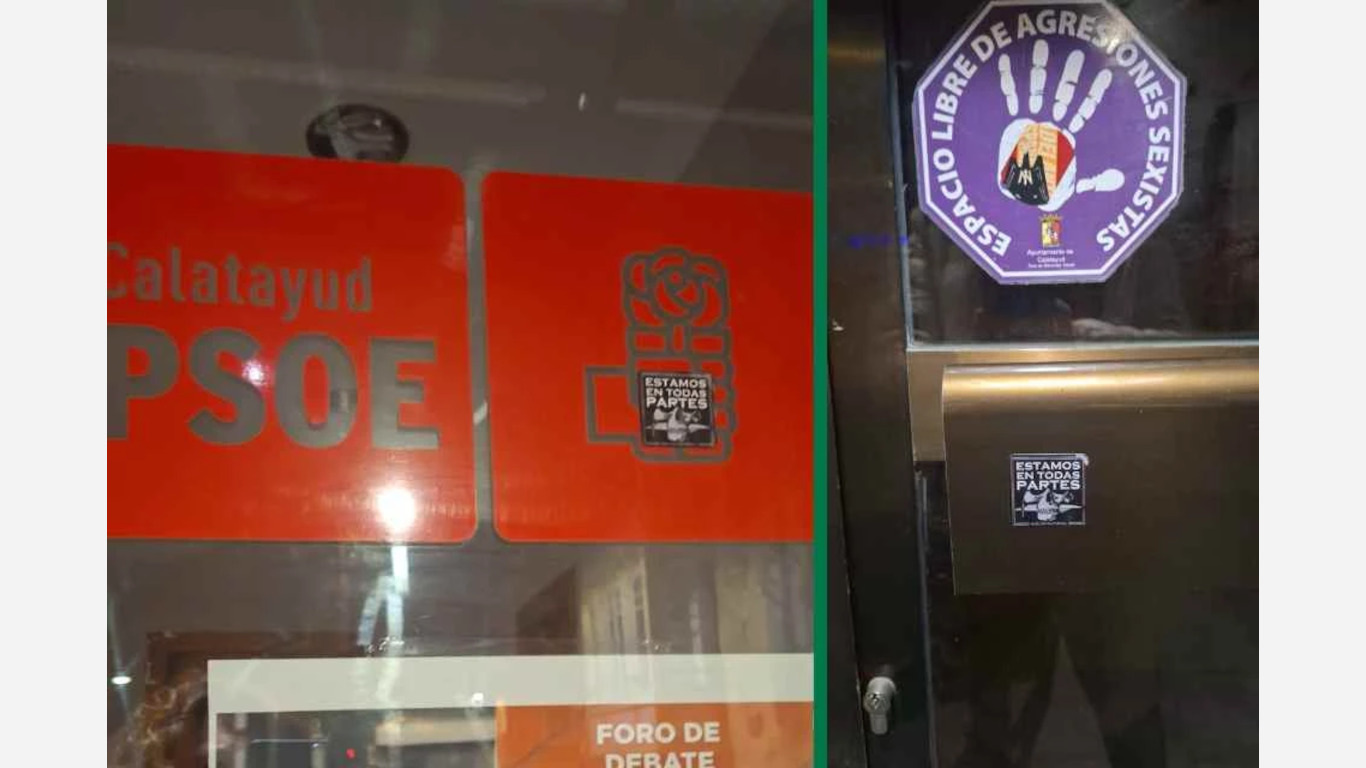 Calatayud
PSOE
ESTAMOS
EN TODAS
PARTES
FORO DE
DEBATE
ESPACIO LIBRE DE AGRESIONES SEXISTAS
Ayuntamiento de
Calatayud
ESTAMOS
EN TODAS
PARTES